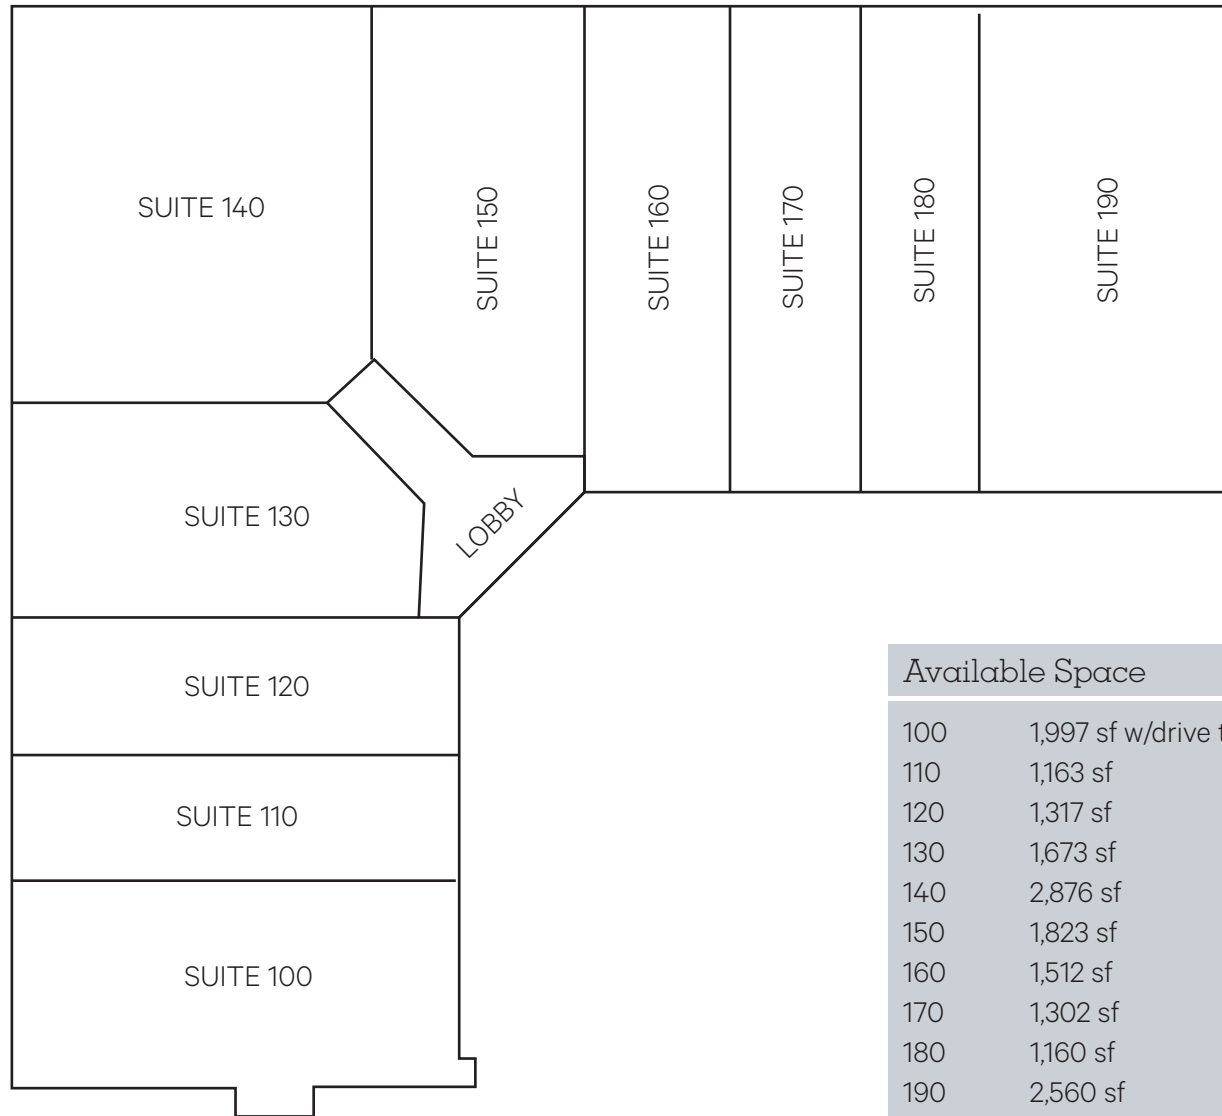 SUITE 140
SUITE 150
SUITE 160
SUITE 170
SUITE 180
SUITE 190
SUITE 130
LOBBY
SUITE 120
SUITE 110
SUITE 100
Available Space
100 1,997 sf w/drive t
110 1,163 sf
120 1,317 sf
130 1,673 sf
140 2,876 sf
150 1,823 sf
160 1,512 sf
170 1,302 sf
180 1,160 sf
190 2,560 sf